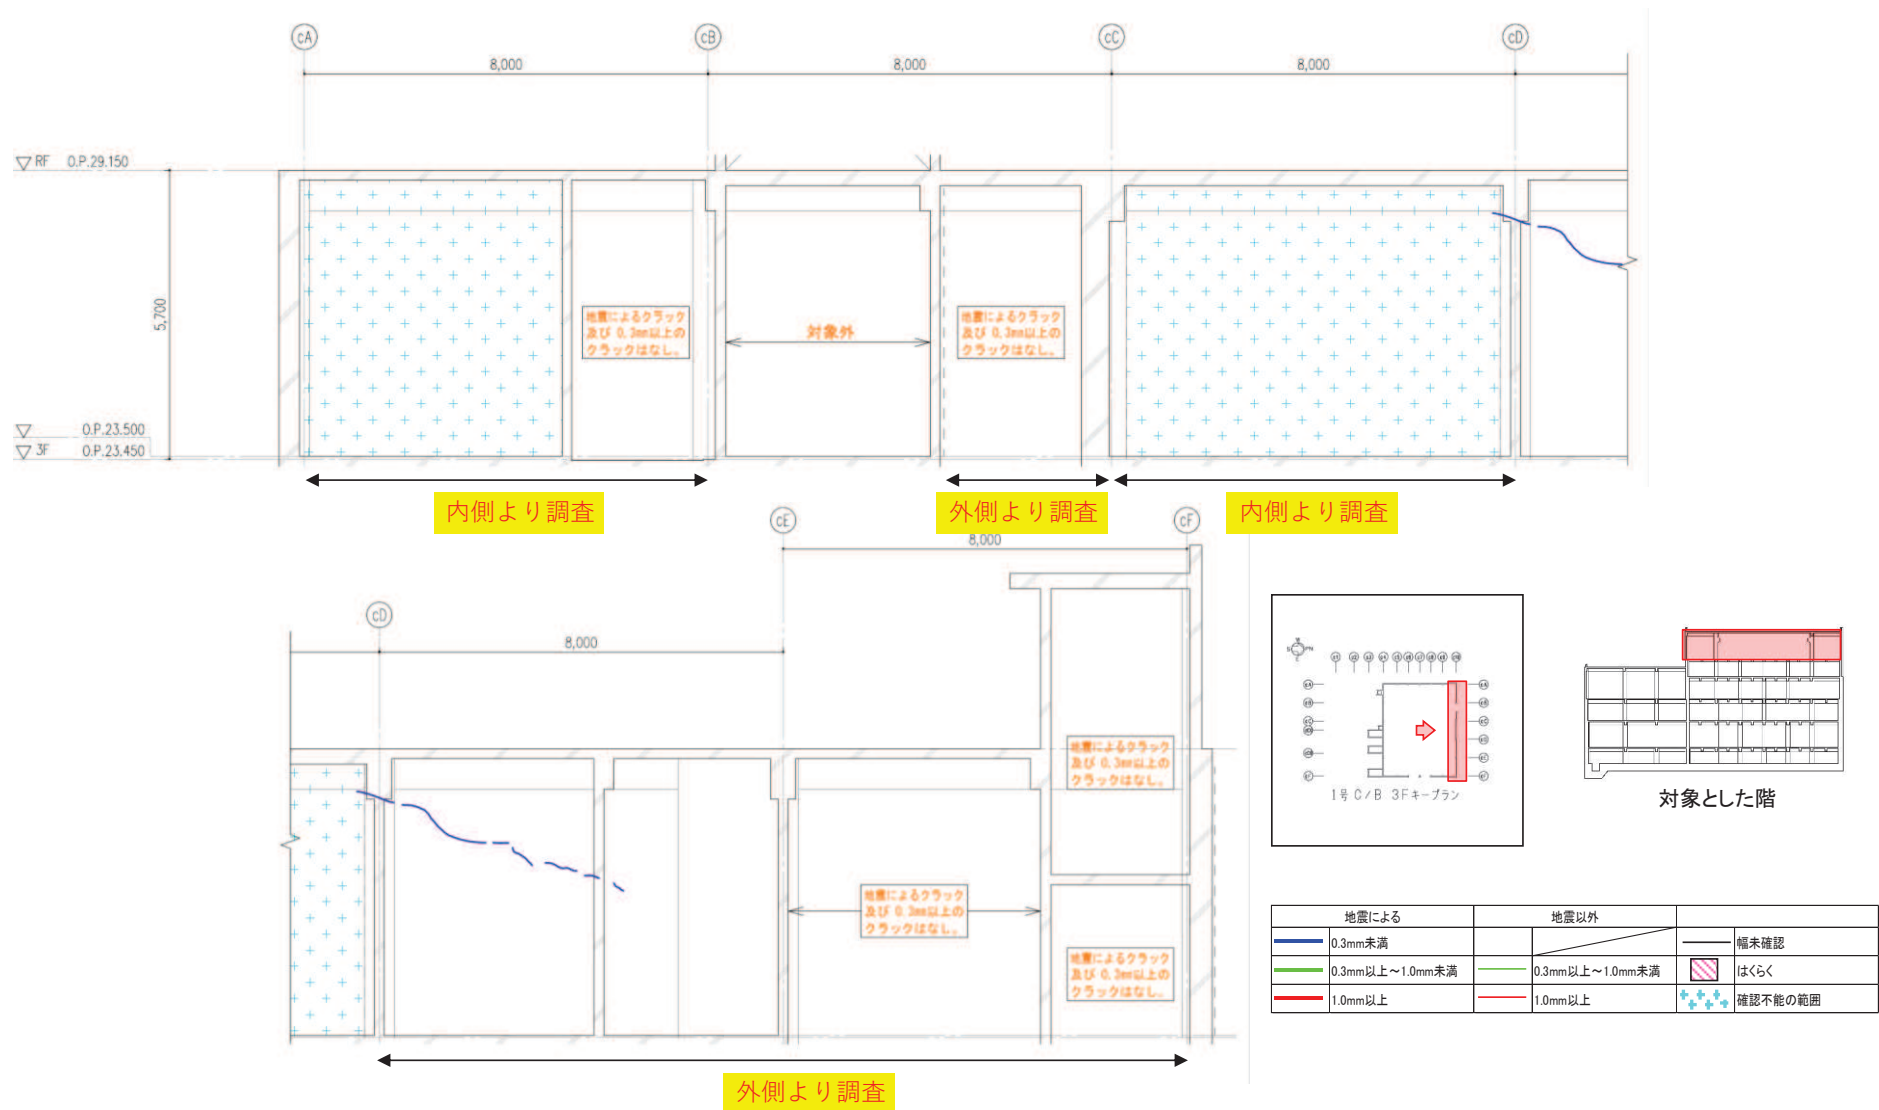 cA
cB
cC
cD
8,000
8,000
8,000
RF O.P.29.150
5,700
O.P.23.500
3F O.P.23.450
地震によるクラック
及び 0.3mm以上の
クラックはなし。
対象外
地震によるクラック
及び 0.3mm以上の
クラックはなし。
内側より調査
外側より調査
内側より調査
cE
cF
8,000
cD
8,000
地震によるクラック
及び 0.3mm以上の
クラックはなし。
地震によるクラック
及び 0.3mm以上の
クラックはなし。
地震によるクラック
及び 0.3mm以上の
クラックはなし。
外側より調査
1号 C/B 3Fキープラン
対象とした階
地震による 地震以外
0.3mm未満 幅未確認
0.3mm以上～1.0mm未満 0.3mm以上～1.0mm未満 はくらく
1.0mm以上 1.0mm以上 確認不能の範囲